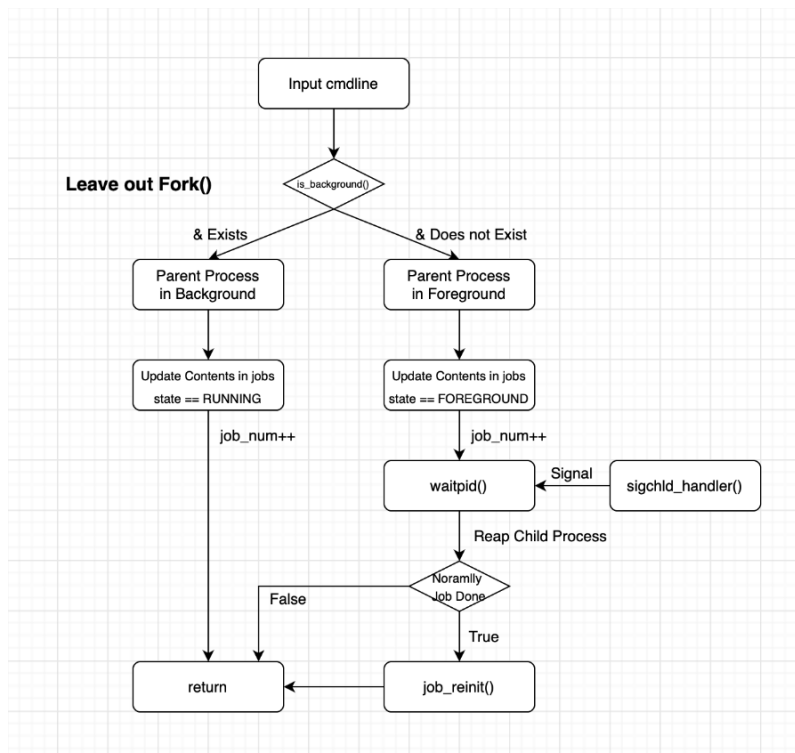 Input cmdline
Leave out Fork()
is_background()
& Exists
& Does not Exist
Parent Process
in Background
Parent Process
in Foreground
Update Contents in jobs
state == RUNNING
Update Contents in jobs
state == FOREGROUND
job_num++
job_num++
waitpid()
Signal
sigchld_handler()
Reap Child Process
Noramlly
Job Done
False
True
return
job_reinit()